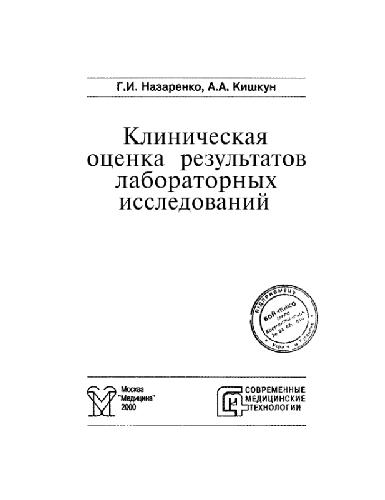 Г.И. Назаренко, А.А. Кишкун
Клиническая
оценка результатов
лабораторных
исследований
Москва
"Медицина"
2000
СОВРЕМЕННЫЕ
МЕДИЦИНСКИЕ
ТЕХНОЛОГИИ